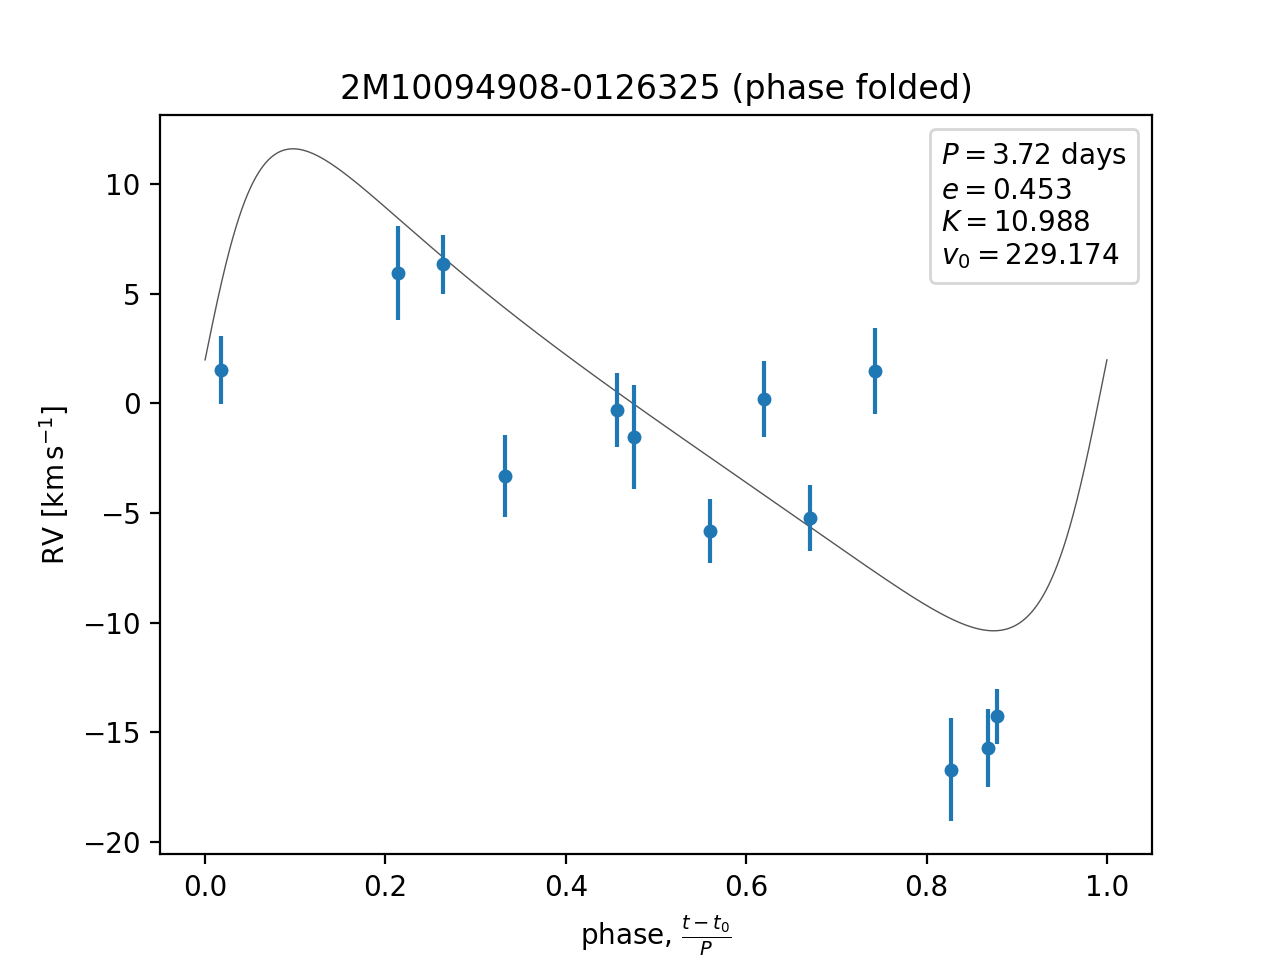 2M10094908-0126325 (phase folded)
P = 3.72 days
e = 0.453
K = 10.988
v₀ = 229.174
RV [km s⁻¹]
10
5
0
−5
−10
−15
−20
0.0 0.2 0.4 0.6 0.8 1.0
phase, (t − t₀)/P